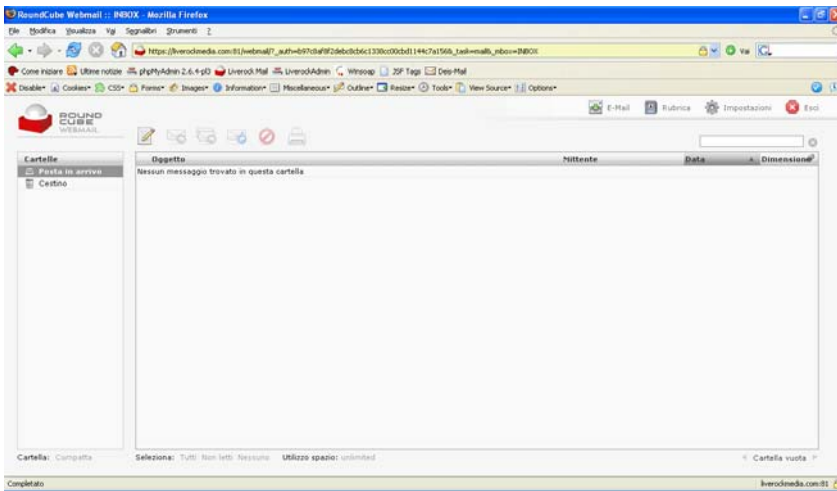 RoundCube Webmail :: INBOX - Mozilla Firefox
File Modifica Visualizza Vai Segnalibri Strumenti ?
Vai
Come iniziare Ultime notizie phpMyAdmin 2.6.4-pl3 Liverock Mail LiverockAdmin Winsoap JSF Tags Deis-Mail
Disable Cookies CSS Forms Images Information Miscellaneous Outline Resize Tools View Source Options
ROUND CUBE WEBMAIL
E-Mail Rubrica Impostazioni Esci
Cartelle Oggetto Mittente Data Dimensione
Posta in arrivo Nessun messaggio trovato in questa cartella
Cestino
Cartella: Compatta Seleziona: Tutti Non letti Nessuno Utilizzo spazio: unlimited Cartella vuota
Completato liverockmedia.com:81